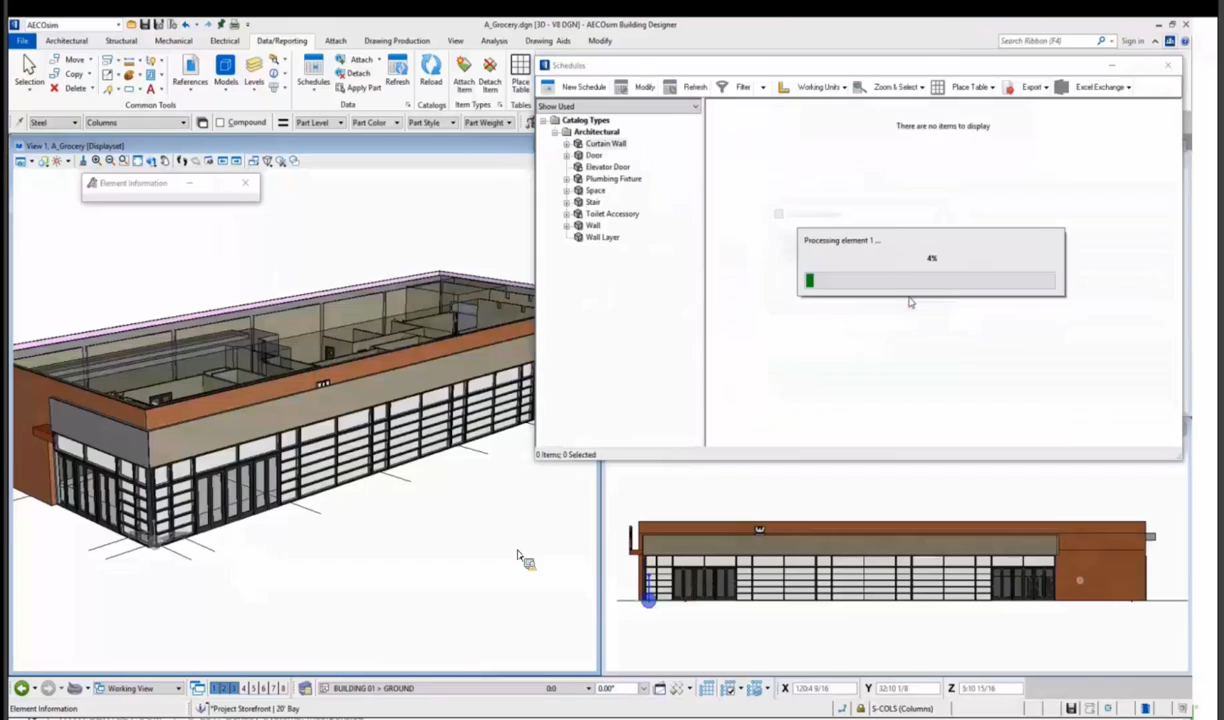 AECOsim
A_Grocery.dgn [3D - V8 DGN] - AECOsim Building Designer
File Architectural Structural Mechanical Electrical Data/Reporting Attach Drawing Production View Analysis Drawing Aids Modify
Search Ribbon (F4)
Sign in
Selection
Move
Copy
Delete
References
Models
Levels
Common Tools
Schedules
Attach
Detach
Apply Part
Refresh
Data
Reload
Catalogs
Attach Item
Detach Item
Item Types
Place Table
Tables
Schedules
New Schedule Modify Refresh Filter Working Units Zoom & Select Place Table Export Excel Exchange
Show Used
There are no items to display
Catalog Types
Architectural
Curtain Wall
Door
Elevator Door
Plumbing Fixture
Space
Stair
Toilet Accessory
Wall
Wall Layer
Processing element 1 ...
4%
0 Items; 0 Selected
Steel Columns Compound Part Level Part Color Part Style Part Weight
View 1, A_Grocery [Displayset]
Element Information
Working View
1 2 3 4 5 6 7 8
BUILDING 01 > GROUND
0:0
0.00°
X 120:4 9/16
Y 32:10 1/8
Z 5:10 15/16
Element Information
"Project Storefront | 20' Bay
S-COLS (Columns)